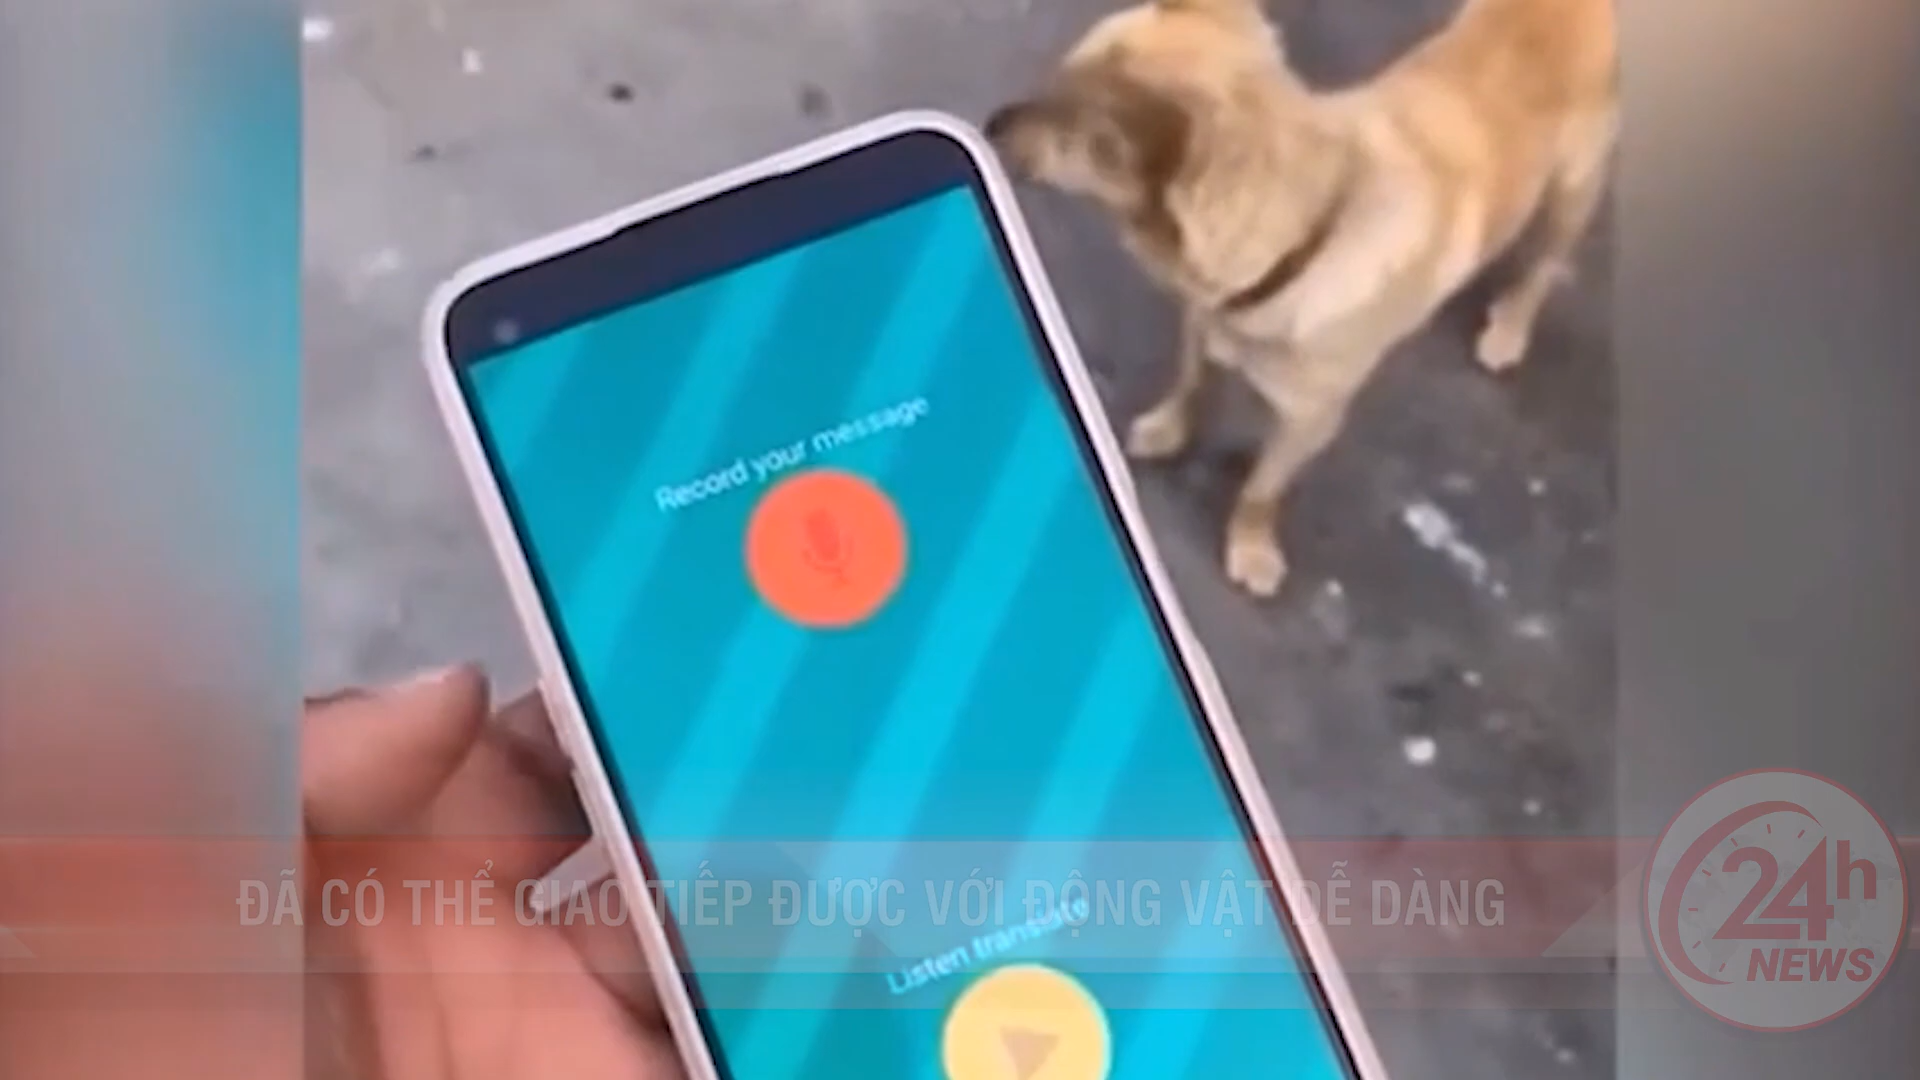 Record your message
ĐÃ CÓ THỂ GIAO TIẾP ĐƯỢC VỚI ĐỘNG VẬT DỄ DÀNG
Listen translate
24h
NEWS